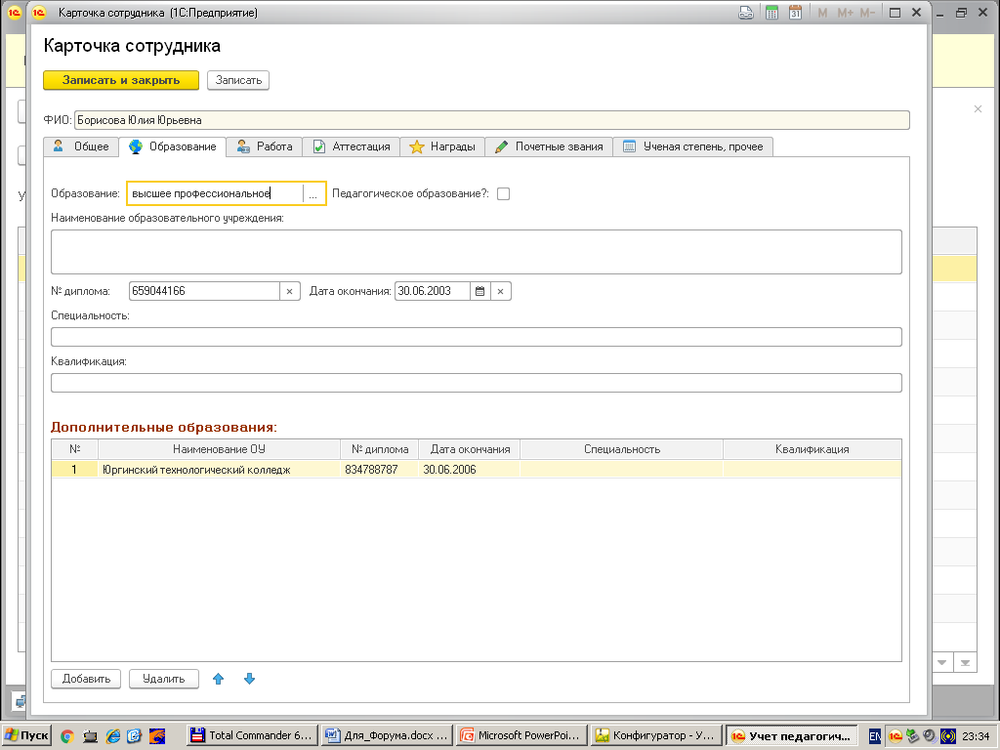 Карточка сотрудника (1С:Предприятие)
31 M M+ M-
Карточка сотрудника
Записать и закрыть Записать
ФИО: Борисова Юлия Юрьевна
Общее Образование Работа Аттестация Награды Почетные звания Ученая степень, прочее
Образование: высшее профессиональное ... Педагогическое образование?:
Наименование образовательного учреждения:
№ диплома: 659044166 × Дата окончания: 30.06.2003 ×
Специальность:
Квалификация:
Дополнительные образования:
№ Наименование ОУ № диплома Дата окончания Специальность Квалификация
1 Юргинский технологический колледж 834788787 30.06.2006
Добавить Удалить
Пуск Total Commander 6... Для_Форума.docx ... Microsoft PowerPoi... Конфигуратор - У... Учет педагогич... EN 23:34